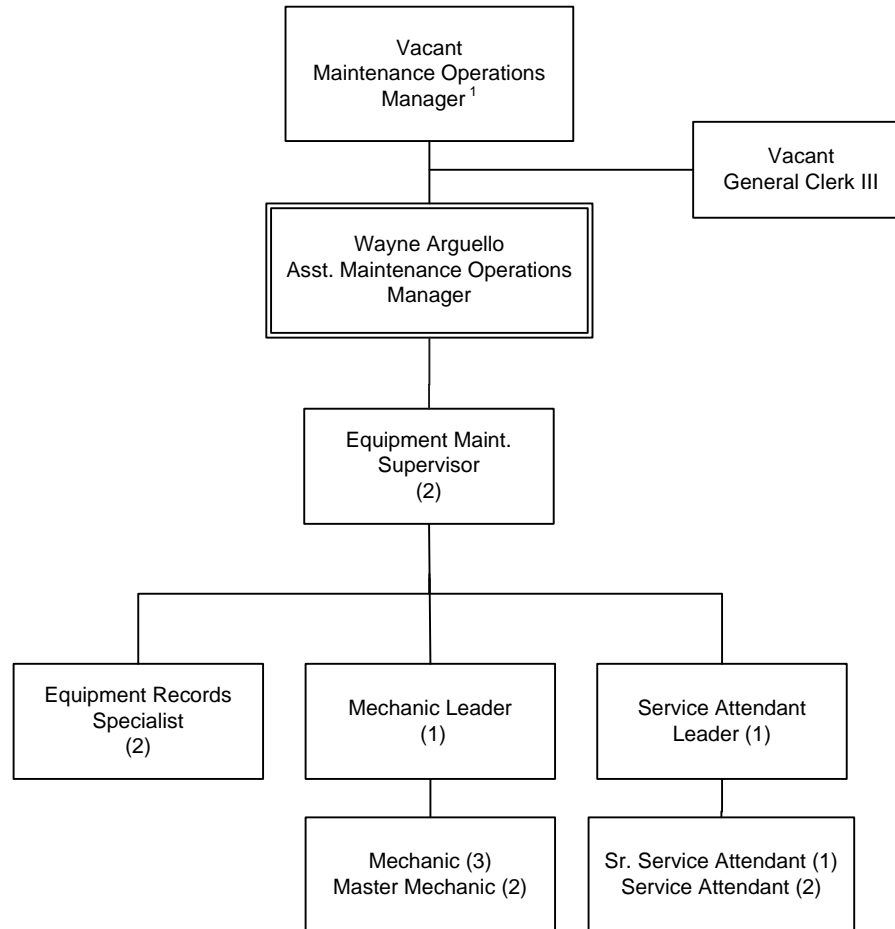 Vacant
Maintenance Operations
Manager 1
Vacant
General Clerk III
Wayne Arguello
Asst. Maintenance Operations
Manager
Equipment Maint.
Supervisor
(2)
Equipment Records
Specialist
(2)
Mechanic Leader
(1)
Service Attendant
Leader (1)
Mechanic (3)
Master Mechanic (2)
Sr. Service Attendant (1)
Service Attendant (2)